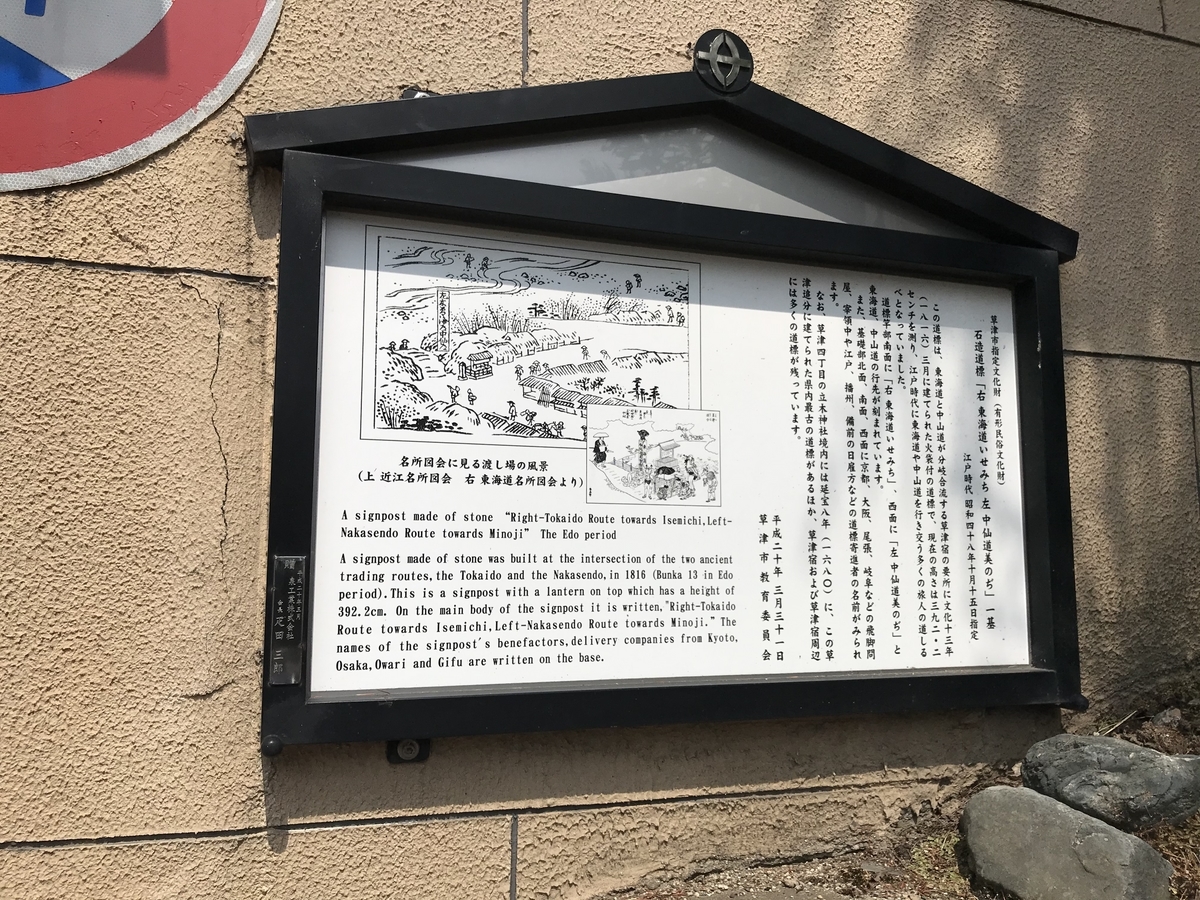 草津市指定文化財（有形民俗文化財）
石造道標「右 東海道いせみち 左 中仙道美のぢ」 一基
江戸時代 昭和四十八年十月十五日指定
この道標は、東海道と中山道が分岐合流する草津宿の要所に文化十三年
（一八一六）三月に建てられた火袋付の道標で、現在の高さは三九二・二
センチを測り、江戸時代に東海道や中山道を行き交う多くの旅人の道しる
べとなっていました。
道標竿部南面に「右 東海道いせみち」、西面に「左 中仙道美のぢ」と
東海道、中山道の行先が刻まれています。
また、基礎部北面、南面、西面に京都、大阪、尾張、岐阜などの飛脚問
屋、宰領中や江戸、播州、備前の日雇方などの道標寄進者の名前がみられ
ます。
なお、草津四丁目の立木神社境内には延宝八年（一六八〇）に、この草
津追分に建てられた県内最古の道標があるほか、草津宿および草津宿周辺
には多くの道標が残っています。
平成二十年 三月三十一日
草津市教育委員会
名所図会に見る渡し場の風景
（上 近江名所図会 右 東海道名所図会より）
A signpost made of stone “Right-Tokaido Route towards Isemichi,Left-
Nakasendo Route towards Minoji” The Edo period
A signpost made of stone was built at the intersection of the two ancient
trading routes,the Tokaido and the Nakasendo,in 1816 (Bunka 13 in Edo
period).This is a signpost with a lantern on top which has a height of
392.2cm. On the main body of the signpost it is written,"Right-Tokaido
Route towards Isemichi,Left-Nakasendo Route towards Minoji." The
names of the signpost's benefactors,delivery companies from Kyoto,
Osaka,Owari and Gifu are written on the base.
贈
平成二十年三月
泉工業株式会社
会長 疋田 三郎